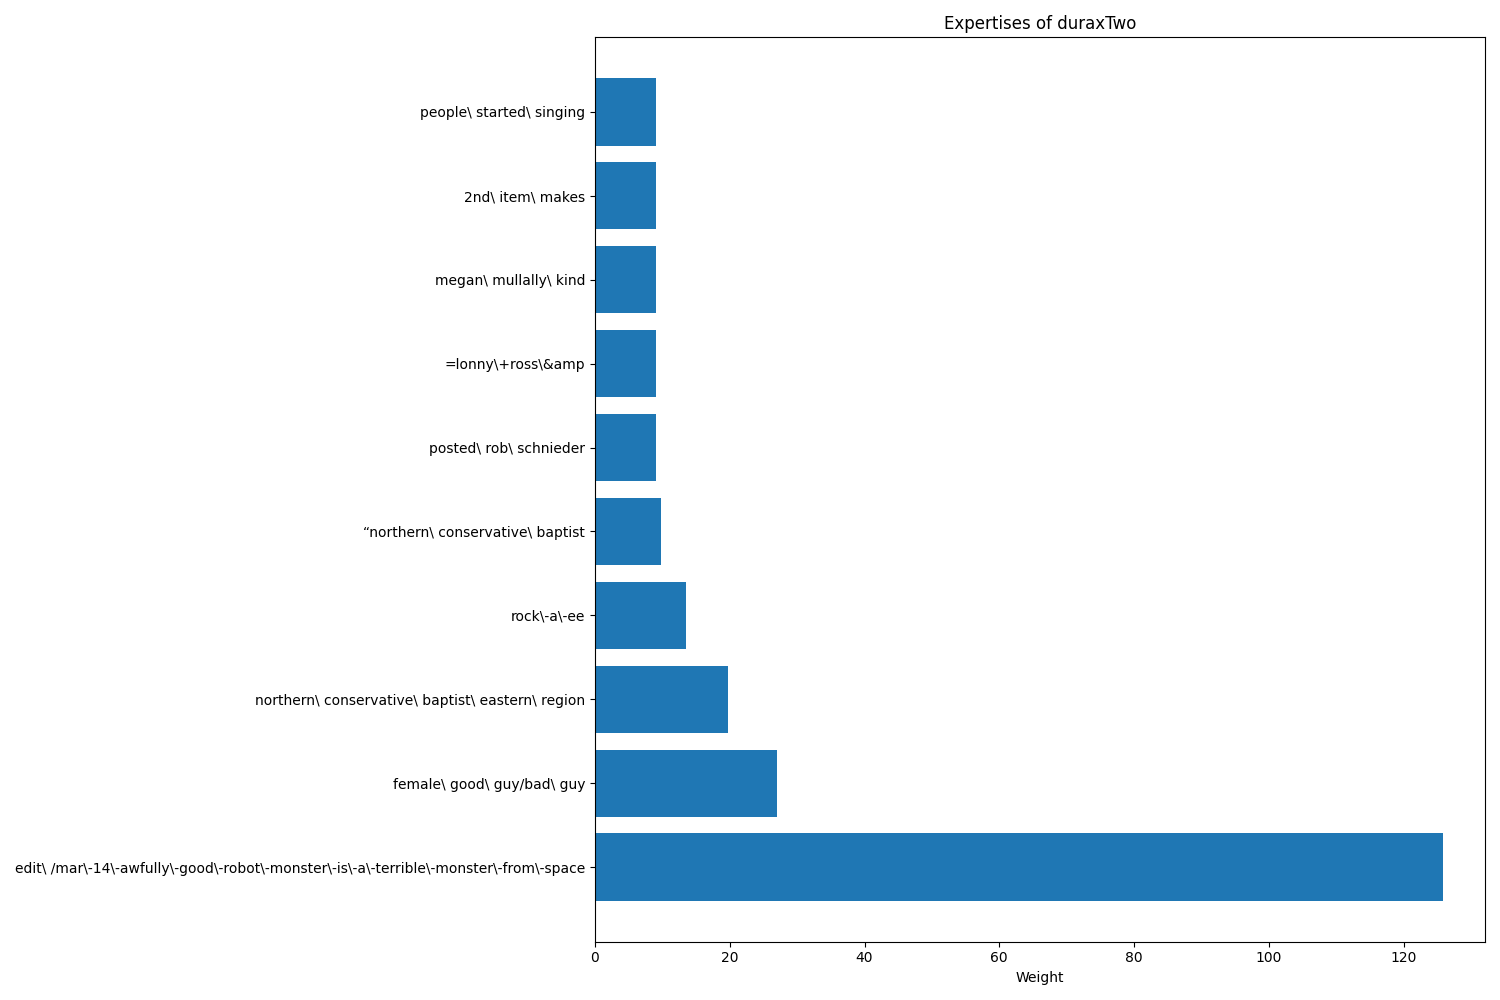 Expertises of duraxTwo
people\ started\ singing
2nd\ item\ makes
megan\ mullally\ kind
=lonny\+ross\&amp
posted\ rob\ schnieder
“northern\ conservative\ baptist
rock\-a\-ee
northern\ conservative\ baptist\ eastern\ region
female\ good\ guy/bad\ guy
edit\ /mar\-14\-awfully\-good\-robot\-monster\-is\-a\-terrible\-monster\-from\-space
0 20 40 60 80 100 120
Weight